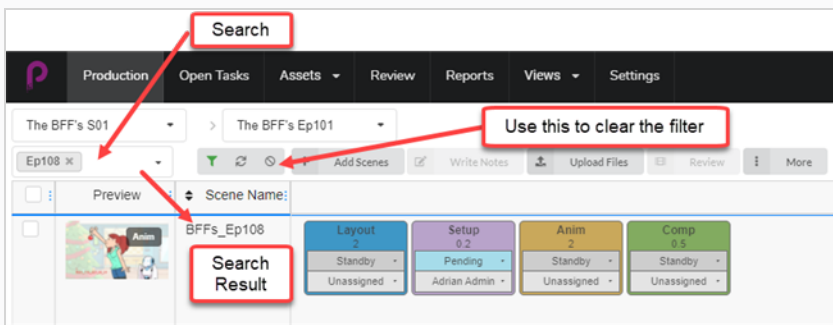 Search
Production Open Tasks Assets Review Reports Views Settings
The BFF's S01 > The BFF's Ep101
Use this to clear the filter
Ep108 × Add Scenes Write Notes Upload Files Review More
Preview Scene Name
Anim
BFFs_Ep108
Layout Setup Anim Comp
2 0.2 2 0.5
Standby Pending Standby Standby
Unassigned Adrian Admin Unassigned Unassigned
Search
Result